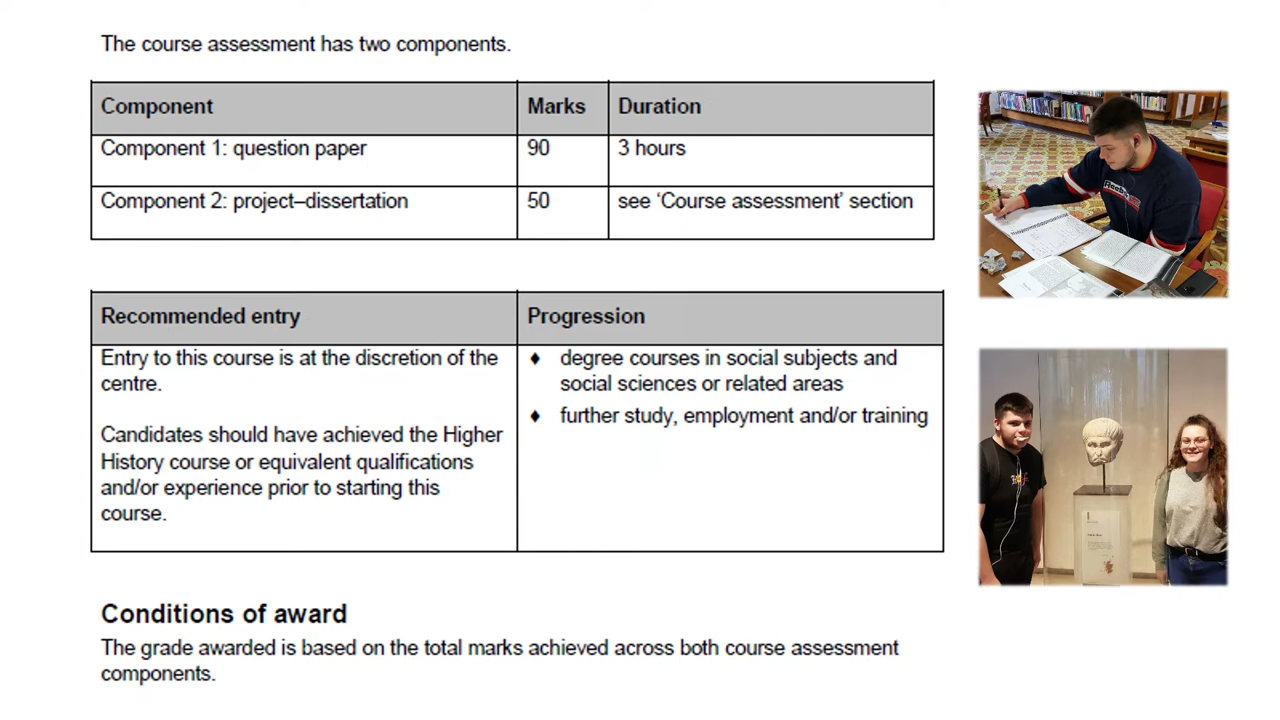 The course assessment has two components.
Component Marks Duration
Component 1: question paper 90 3 hours
Component 2: project–dissertation 50 see ‘Course assessment’ section
Recommended entry
Entry to this course is at the discretion of the
centre.
Candidates should have achieved the Higher
History course or equivalent qualifications
and/or experience prior to starting this
course.
Progression
♦ degree courses in social subjects and
social sciences or related areas
♦ further study, employment and/or training
Conditions of award
The grade awarded is based on the total marks achieved across both course assessment
components.
Reebok